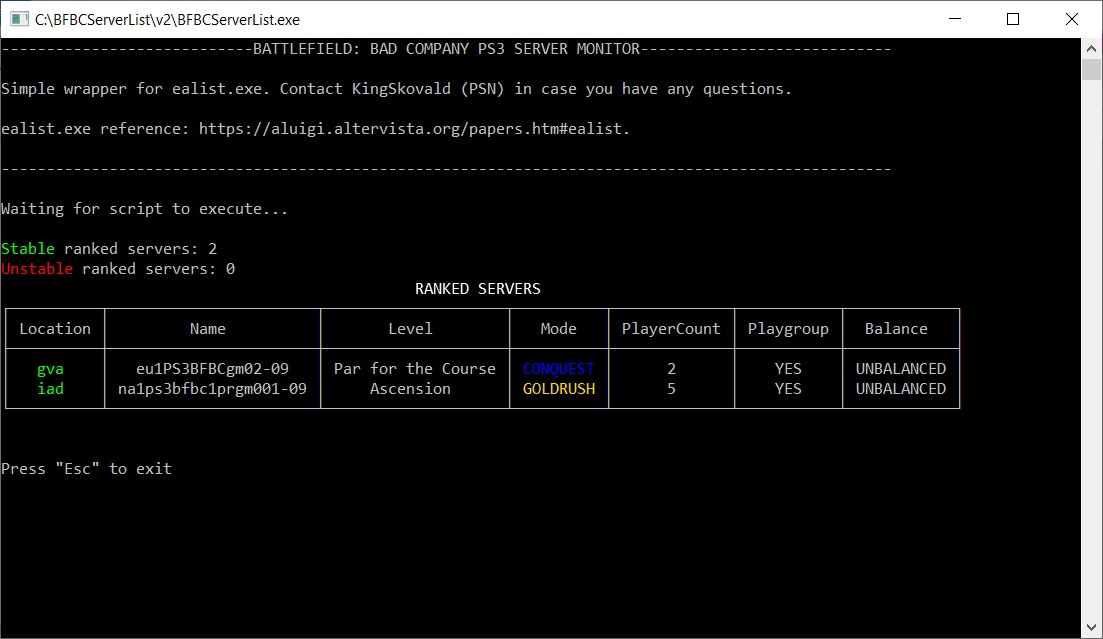 C:\BFBCServerList\v2\BFBCServerList.exe
----------------------------BATTLEFIELD: BAD COMPANY PS3 SERVER MONITOR----------------------------
Simple wrapper for ealist.exe. Contact KingSkovald (PSN) in case you have any questions.
ealist.exe reference: https://aluigi.altervista.org/papers.htm#ealist.
---------------------------------------------------------------------------------------------------
Waiting for script to execute...
Stable ranked servers: 2
Unstable ranked servers: 0
RANKED SERVERS
Location Name Level Mode PlayerCount Playgroup Balance
gva eu1PS3BFBCgm02-09 Par for the Course CONQUEST 2 YES UNBALANCED
iad na1ps3bfbc1prgm001-09 Ascension GOLDRUSH 5 YES UNBALANCED
Press "Esc" to exit